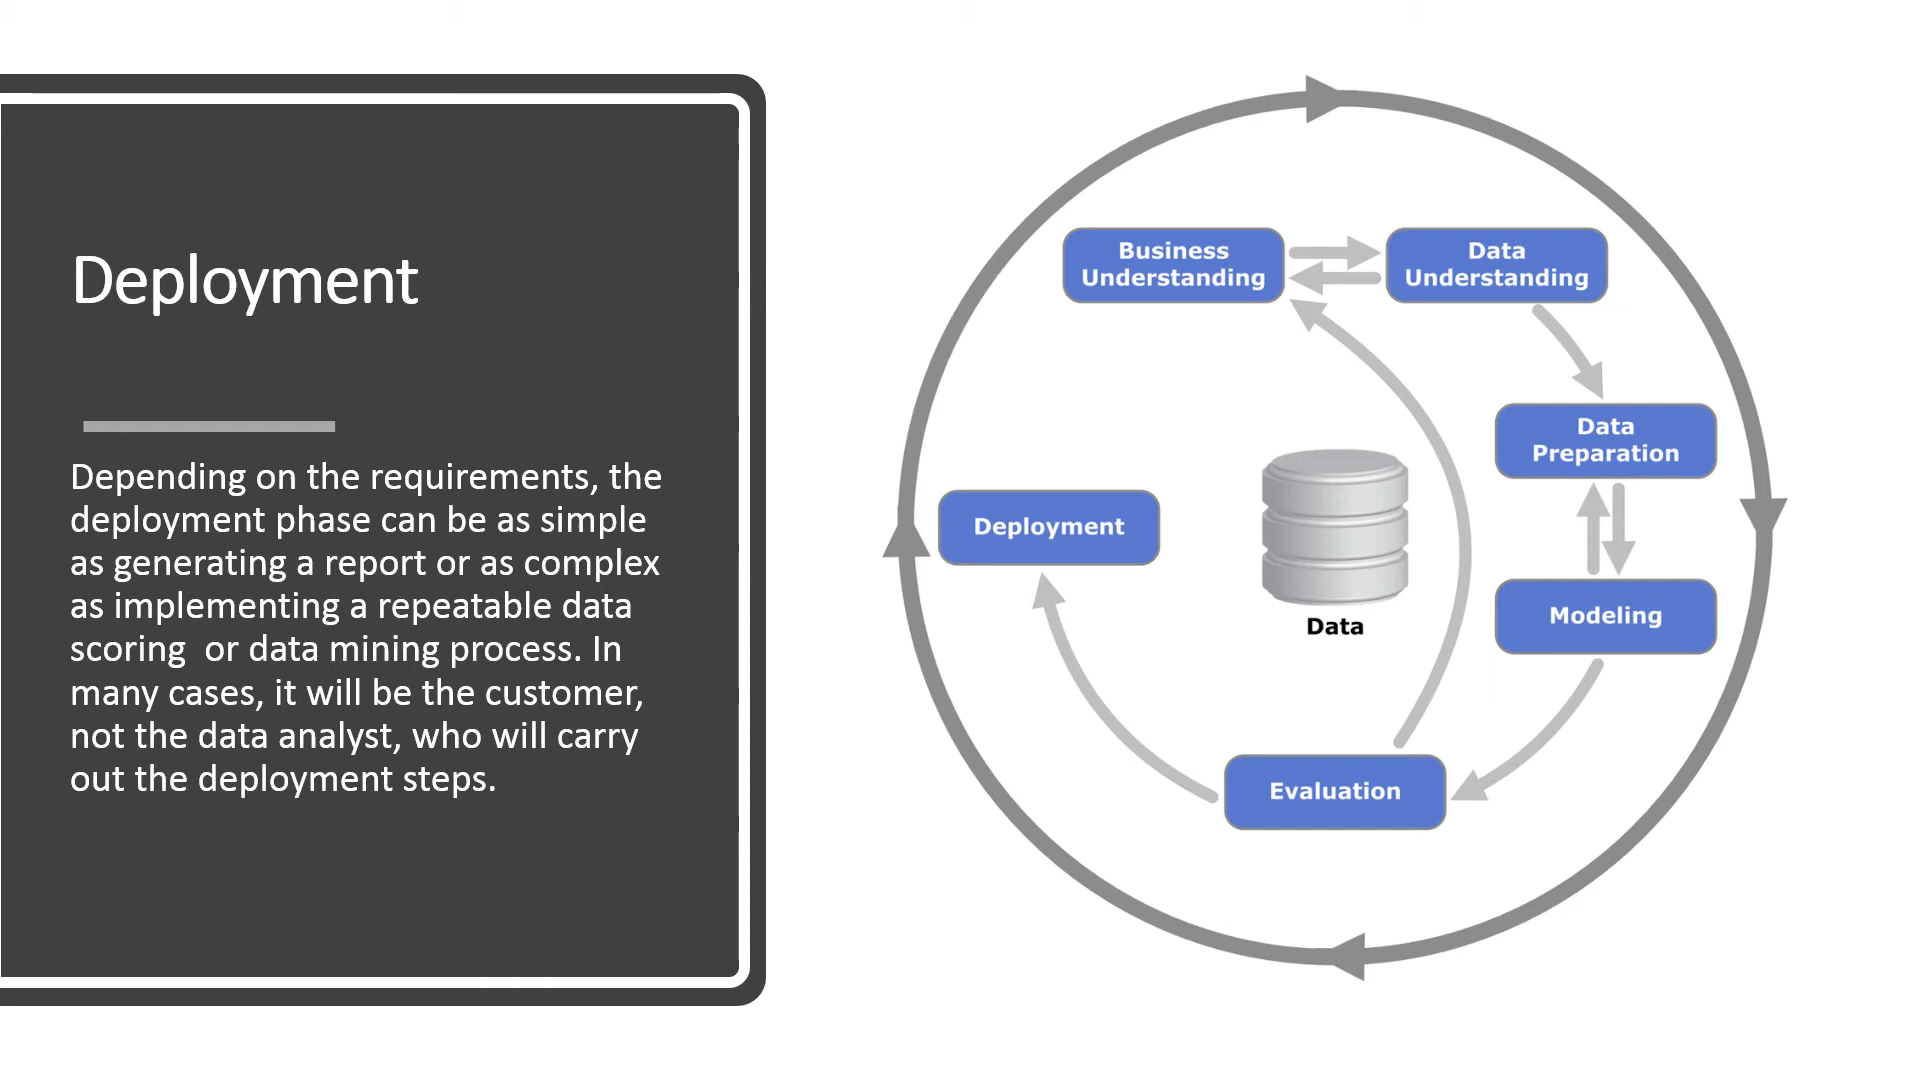 Deployment
Depending on the requirements, the
deployment phase can be as simple
as generating a report or as complex
as implementing a repeatable data
scoring  or data mining process. In
many cases, it will be the customer,
not the data analyst, who will carry
out the deployment steps.
Business
Understanding
Data
Understanding
Data
Preparation
Modeling
Evaluation
Deployment
Data